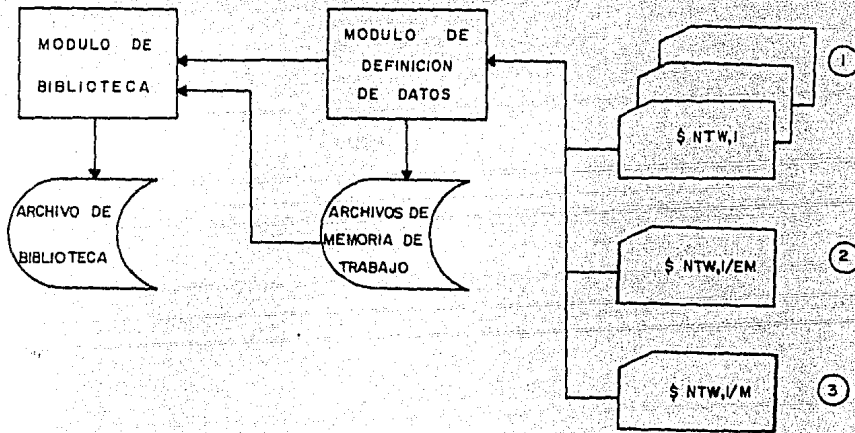 MODULO DE
BIBLIOTECA
MODULO DE
DEFINICION
DE DATOS
ARCHIVO DE
BIBLIOTECA
ARCHIVOS DE
MEMORIA DE
TRABAJO
$ NTW,I
1
$ NTW,I/EM
2
$ NTW,I/M
3